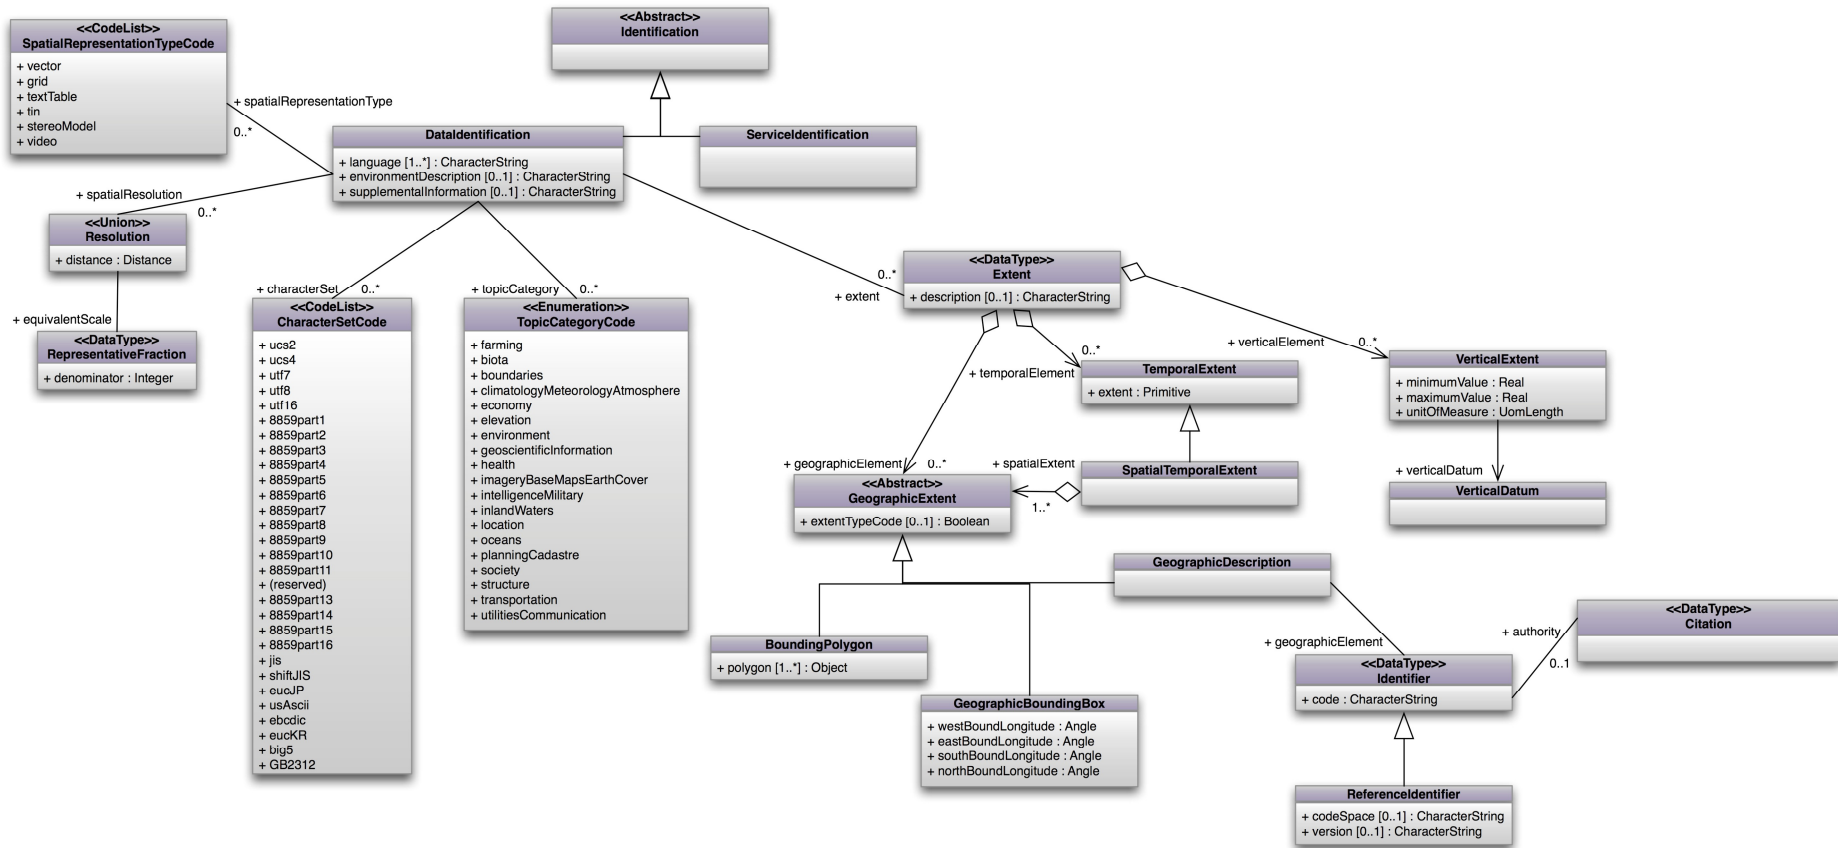 <<CodeList>>
SpatialRepresentationTypeCode
+ vector
+ grid
+ textTable
+ tin
+ stereoModel
+ video
<<Abstract>>
Identification
+ spatialRepresentationType
0..*
DataIdentification
+ language [1..*] : CharacterString
+ environmentDescription [0..1] : CharacterString
+ supplementalInformation [0..1] : CharacterString
ServiceIdentification
+ spatialResolution
0..*
<<Union>>
Resolution
+ distance : Distance
+ equivalentScale
<<DataType>>
RepresentativeFraction
+ denominator : Integer
+ characterSet 0..*
<<CodeList>>
CharacterSetCode
+ ucs2
+ ucs4
+ utf7
+ utf8
+ utf16
+ 8859part1
+ 8859part2
+ 8859part3
+ 8859part4
+ 8859part5
+ 8859part6
+ 8859part7
+ 8859part8
+ 8859part9
+ 8859part10
+ 8859part11
+ (reserved)
+ 8859part13
+ 8859part14
+ 8859part15
+ 8859part16
+ jis
+ shiftJIS
+ eucJP
+ usAscii
+ ebcdic
+ eucKR
+ big5
+ GB2312
+ topicCategory 0..*
<<Enumeration>>
TopicCategoryCode
+ farming
+ biota
+ boundaries
+ climatologyMeteorologyAtmosphere
+ economy
+ elevation
+ environment
+ geoscientificInformation
+ health
+ imageryBaseMapsEarthCover
+ intelligenceMilitary
+ inlandWaters
+ location
+ oceans
+ planningCadastre
+ society
+ structure
+ transportation
+ utilitiesCommunication
0..*
+ extent
<<DataType>>
Extent
+ description [0..1] : CharacterString
+ verticalElement 0..*
VerticalExtent
+ minimumValue : Real
+ maximumValue : Real
+ unitOfMeasure : UomLength
+ verticalDatum
VerticalDatum
0..*
+ temporalElement
TemporalExtent
+ extent : Primitive
SpatialTemporalExtent
+ spatialExtent
1..*
+ geographicElement 0..*
<<Abstract>>
GeographicExtent
+ extentTypeCode [0..1] : Boolean
GeographicDescription
BoundingPolygon
+ polygon [1..*] : Object
GeographicBoundingBox
+ westBoundLongitude : Angle
+ eastBoundLongitude : Angle
+ southBoundLongitude : Angle
+ northBoundLongitude : Angle
+ geographicElement
<<DataType>>
Identifier
+ code : CharacterString
+ authority
0..1
<<DataType>>
Citation
ReferenceIdentifier
+ codeSpace [0..1] : CharacterString
+ version [0..1] : CharacterString